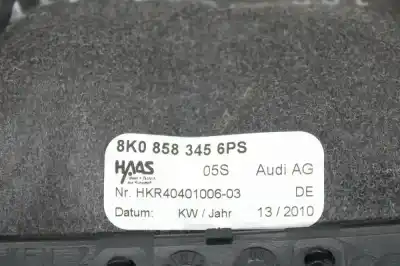 8K0 858 345 6PS
HAAS 05S Audi AG
Nr. HKR40401006-03 DE
Datum: KW / Jahr 13 / 2010